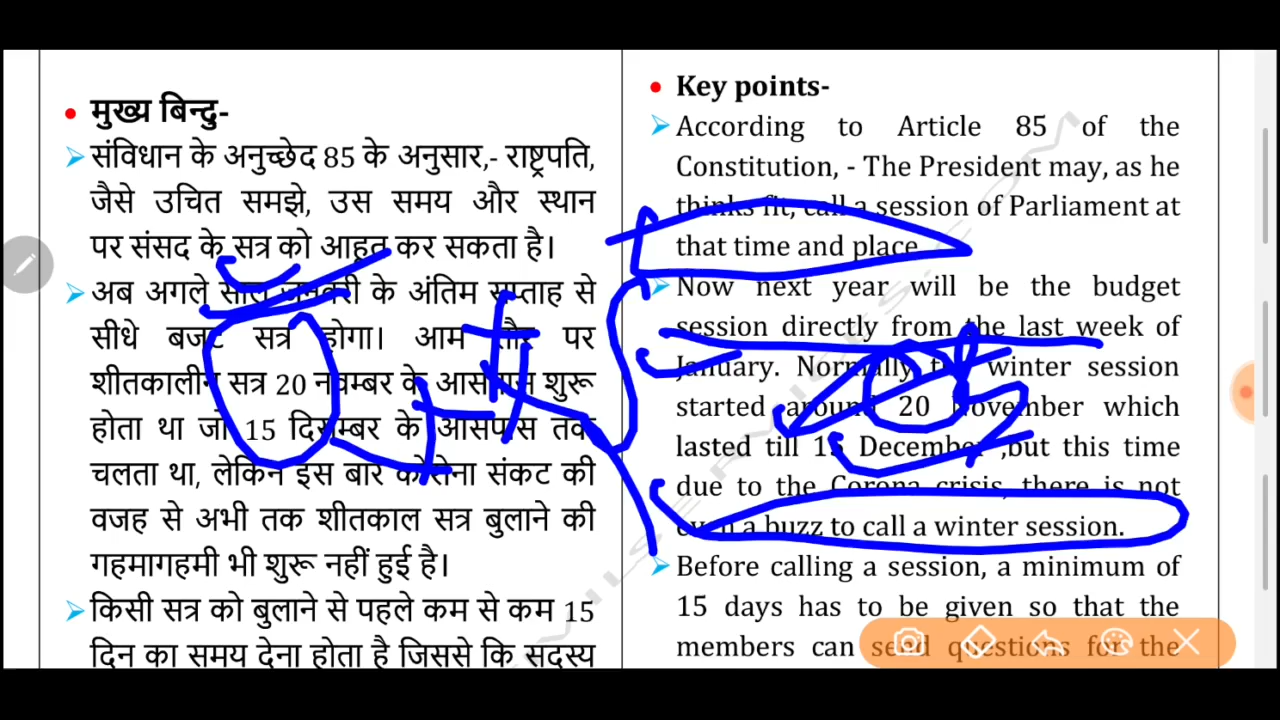 मुख्य बिन्दु-
संविधान के अनुच्छेद 85 के अनुसार,- राष्ट्रपति,
जैसे उचित समझे, उस समय और स्थान
पर संसद के सत्र को आहूत कर सकता है।
अब अगले साल जनवरी के अंतिम सप्ताह से
सीधे बजट सत्र होगा। आम तौर पर
शीतकालीन सत्र 20 नवम्बर के आसपास शुरू
होता था जो 15 दिसम्बर के आसपास तक
चलता था, लेकिन इस बार कोरोना संकट की
वजह से अभी तक शीतकाल सत्र बुलाने की
गहमागहमी भी शुरू नहीं हुई है।
किसी सत्र को बुलाने से पहले कम से कम 15
दिन का समय देना होता है जिससे कि सदस्य
Key points-
According to Article 85 of the
Constitution, - The President may, as he
thinks fit, call a session of Parliament at
that time and place.
Now next year will be the budget
session directly from the last week of
January. Normally the winter session
started around 20 November which
lasted till 15 December ,but this time
due to the Corona crisis, there is not
even a buzz to call a winter session.
Before calling a session, a minimum of
15 days has to be given so that the
members can send questions for the